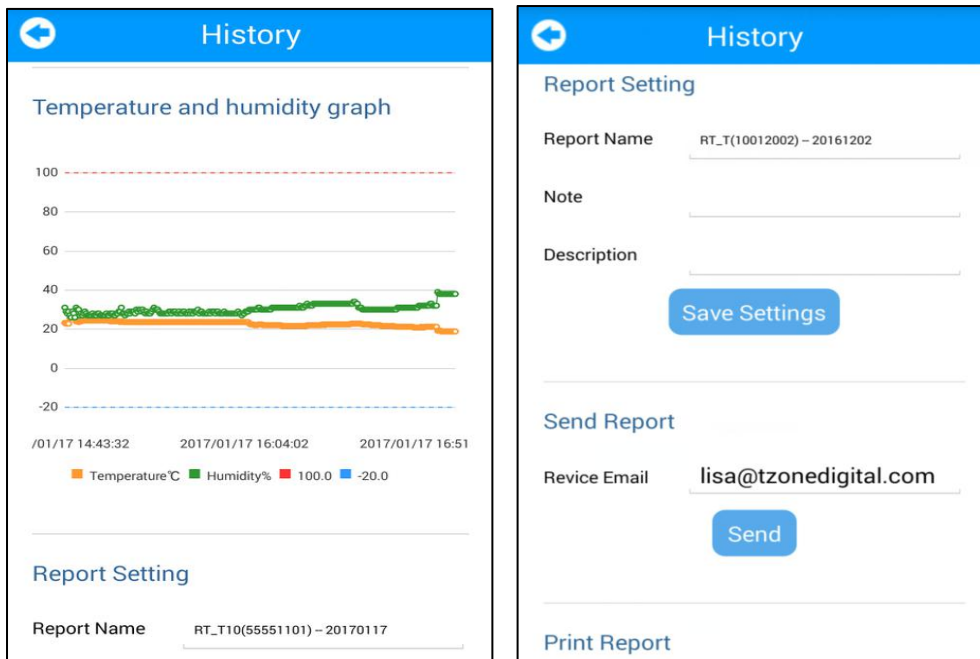 History
Temperature and humidity graph
100
80
60
40
20
0
-20
/01/17 14:43:32 2017/01/17 16:04:02 2017/01/17 16:51
Temperature℃ Humidity% 100.0 -20.0
Report Setting
Report Name RT_T10(55551101) -- 20170117
History
Report Setting
Report Name RT_T(10012002) -- 20161202
Note
Description
Save Settings
Send Report
Revice Email lisa@tzonedigital.com
Send
Print Report